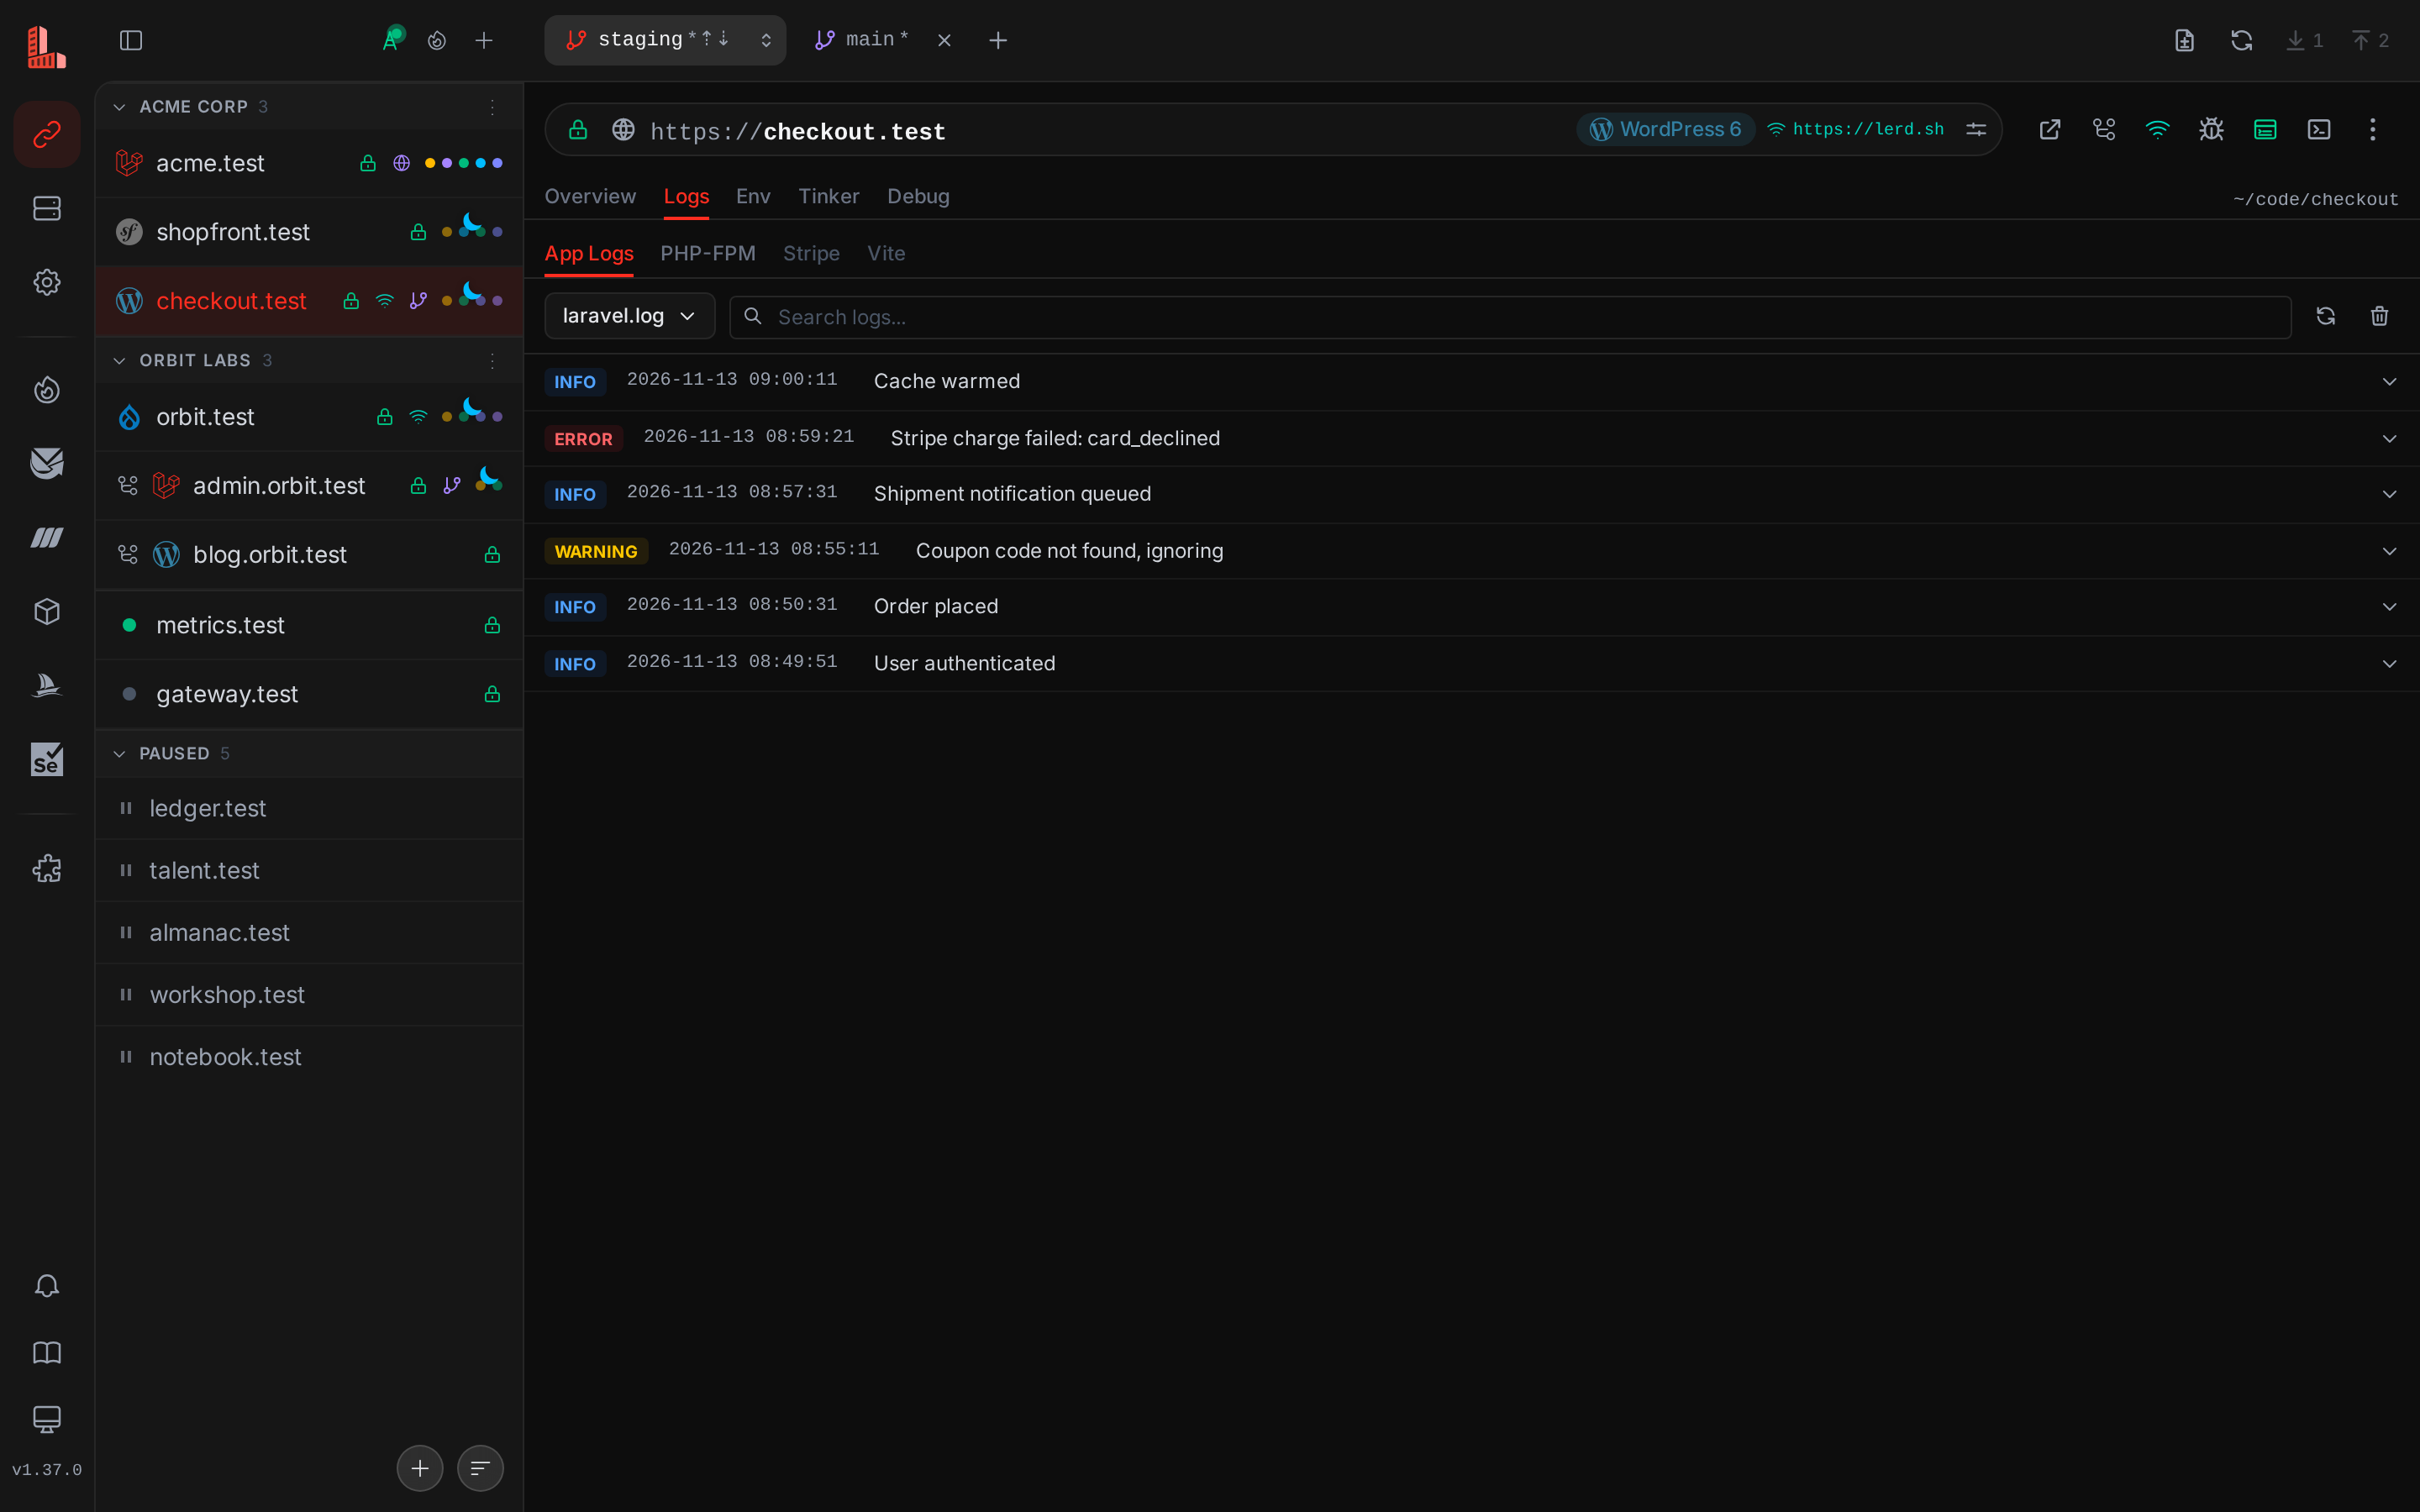 staging * ↑ ↓
main *
1
2
ACME CORP 3
acme.test
shopfront.test
checkout.test
ORBIT LABS 3
orbit.test
admin.orbit.test
blog.orbit.test
metrics.test
gateway.test
PAUSED 5
ledger.test
talent.test
almanac.test
workshop.test
notebook.test
Se
v1.37.0
https://checkout.test
WordPress 6
https://lerd.sh
Overview Logs Env Tinker Debug
~/code/checkout
App Logs PHP-FPM Stripe Vite
laravel.log
Search logs...
INFO 2026-11-13 09:00:11 Cache warmed
ERROR 2026-11-13 08:59:21 Stripe charge failed: card_declined
INFO 2026-11-13 08:57:31 Shipment notification queued
WARNING 2026-11-13 08:55:11 Coupon code not found, ignoring
INFO 2026-11-13 08:50:31 Order placed
INFO 2026-11-13 08:49:51 User authenticated